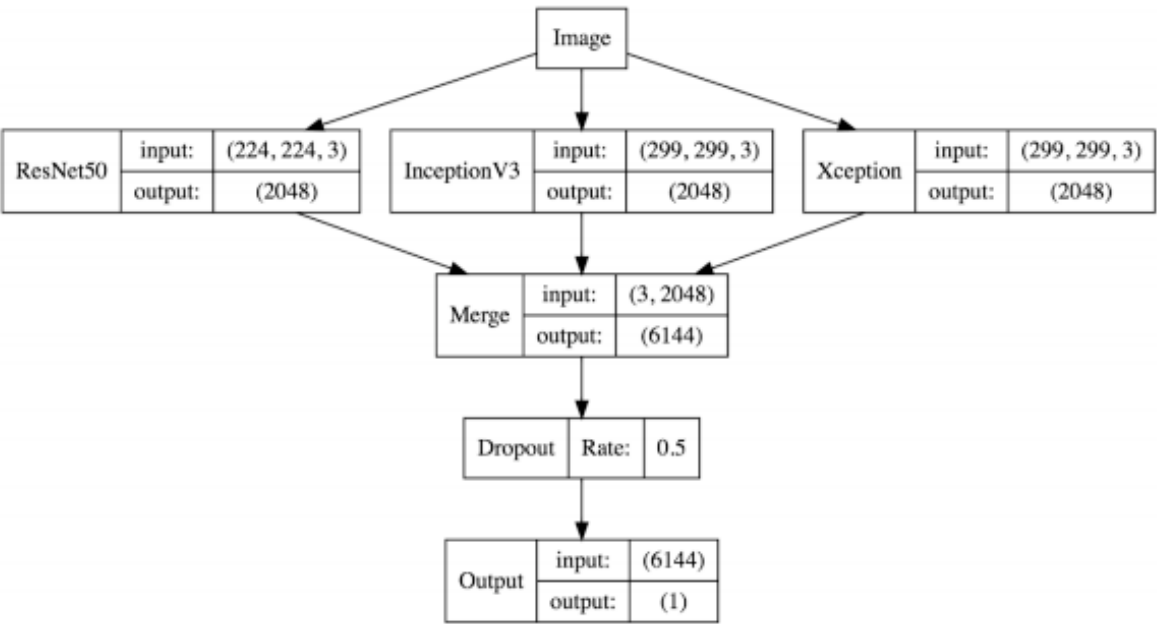 Image
ResNet50
input: (224, 224, 3)
output: (2048)
InceptionV3
input: (299, 299, 3)
output: (2048)
Xception
input: (299, 299, 3)
output: (2048)
Merge
input: (3, 2048)
output: (6144)
Dropout Rate: 0.5
Output
input: (6144)
output: (1)